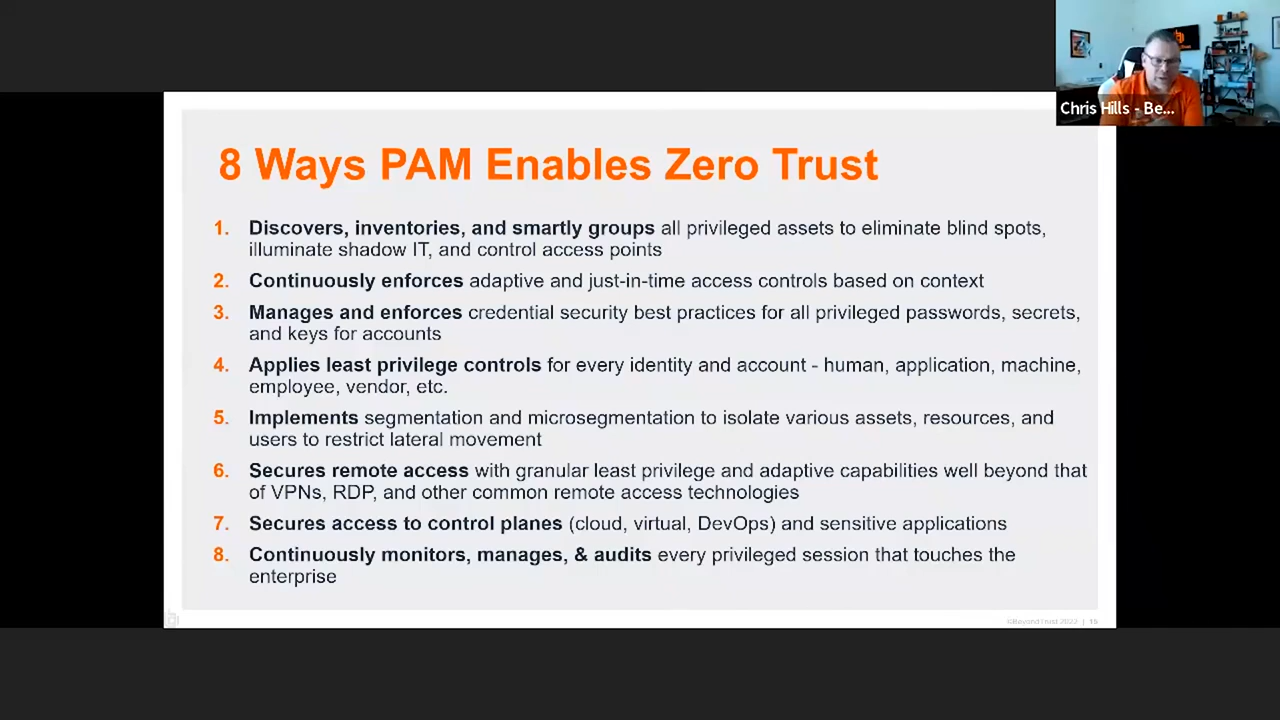 Chris Hills - Be...
8 Ways PAM Enables Zero Trust
1. Discovers, inventories, and smartly groups all privileged assets to eliminate blind spots,
illuminate shadow IT, and control access points
2. Continuously enforces adaptive and just-in-time access controls based on context
3. Manages and enforces credential security best practices for all privileged passwords, secrets,
and keys for accounts
4. Applies least privilege controls for every identity and account - human, application, machine,
employee, vendor, etc.
5. Implements segmentation and microsegmentation to isolate various assets, resources, and
users to restrict lateral movement
6. Secures remote access with granular least privilege and adaptive capabilities well beyond that
of VPNs, RDP, and other common remote access technologies
7. Secures access to control planes (cloud, virtual, DevOps) and sensitive applications
8. Continuously monitors, manages, & audits every privileged session that touches the
enterprise
©BeyondTrust 2022 |